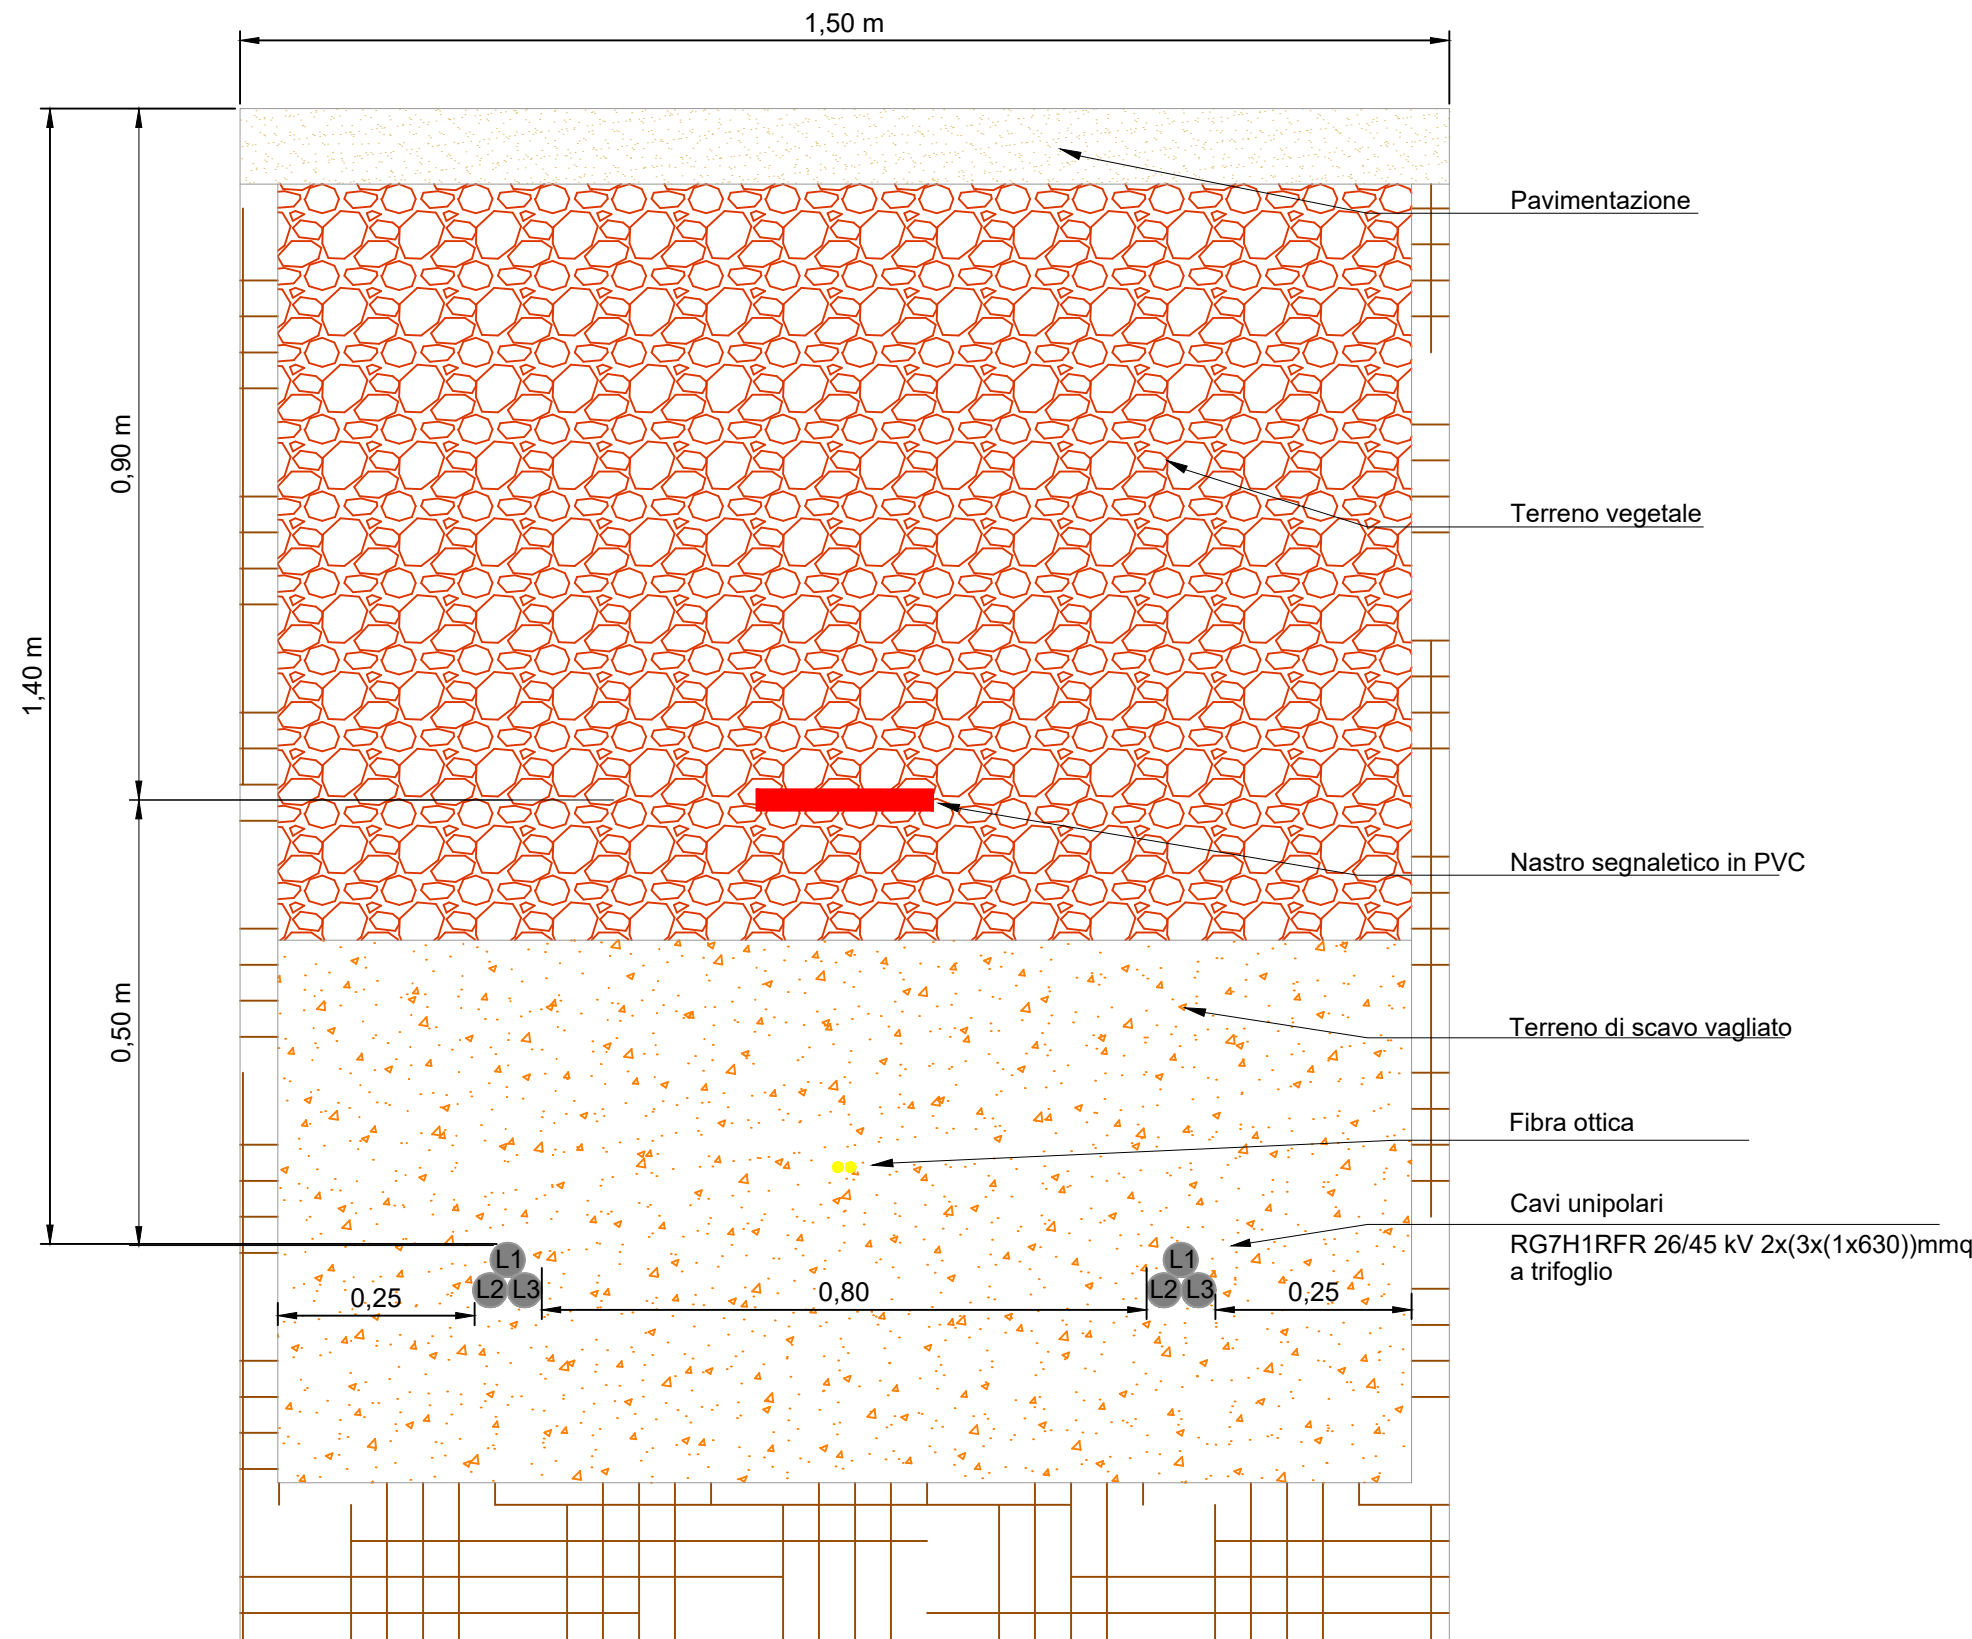 1,50 m
Pavimentazione
0,90 m
Terreno vegetale
1,40 m
Nastro segnaletico in PVC
0,50 m
Terreno di scavo vagliato
Fibra ottica
Cavi unipolari
RG7H1RFR 26/45 kV 2x(3x(1x630))mmq
a trifoglio
L1
L1
L2 L3
L2 L3
0,25
0,80
0,25